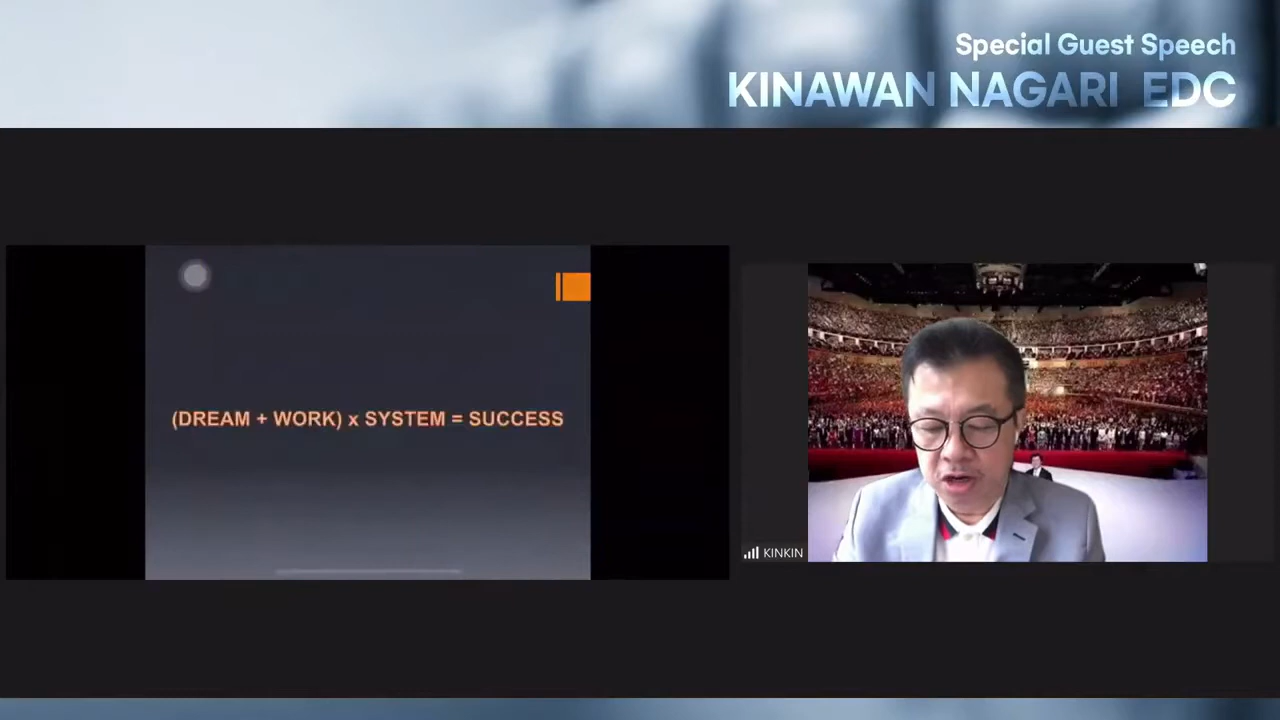 Special Guest Speech
KINAWAN NAGARI EDC
(DREAM + WORK) x SYSTEM = SUCCESS
KINKIN